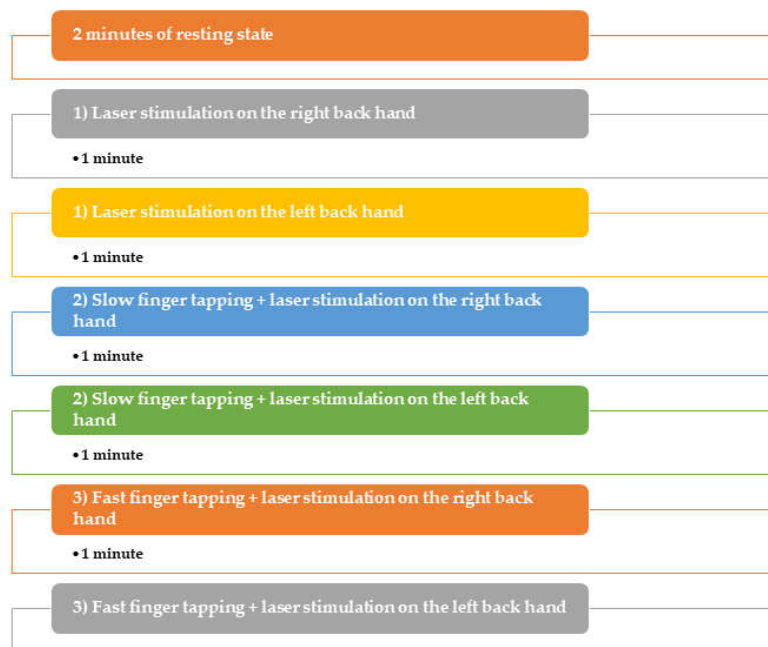 2 minutes of resting state
1) Laser stimulation on the right back hand
• 1 minute
1) Laser stimulation on the left back hand
• 1 minute
2) Slow finger tapping + laser stimulation on the right back
hand
• 1 minute
2) Slow finger tapping + laser stimulation on the left back
hand
• 1 minute
3) Fast finger tapping + laser stimulation on the right back
hand
• 1 minute
3) Fast finger tapping + laser stimulation on the left back hand